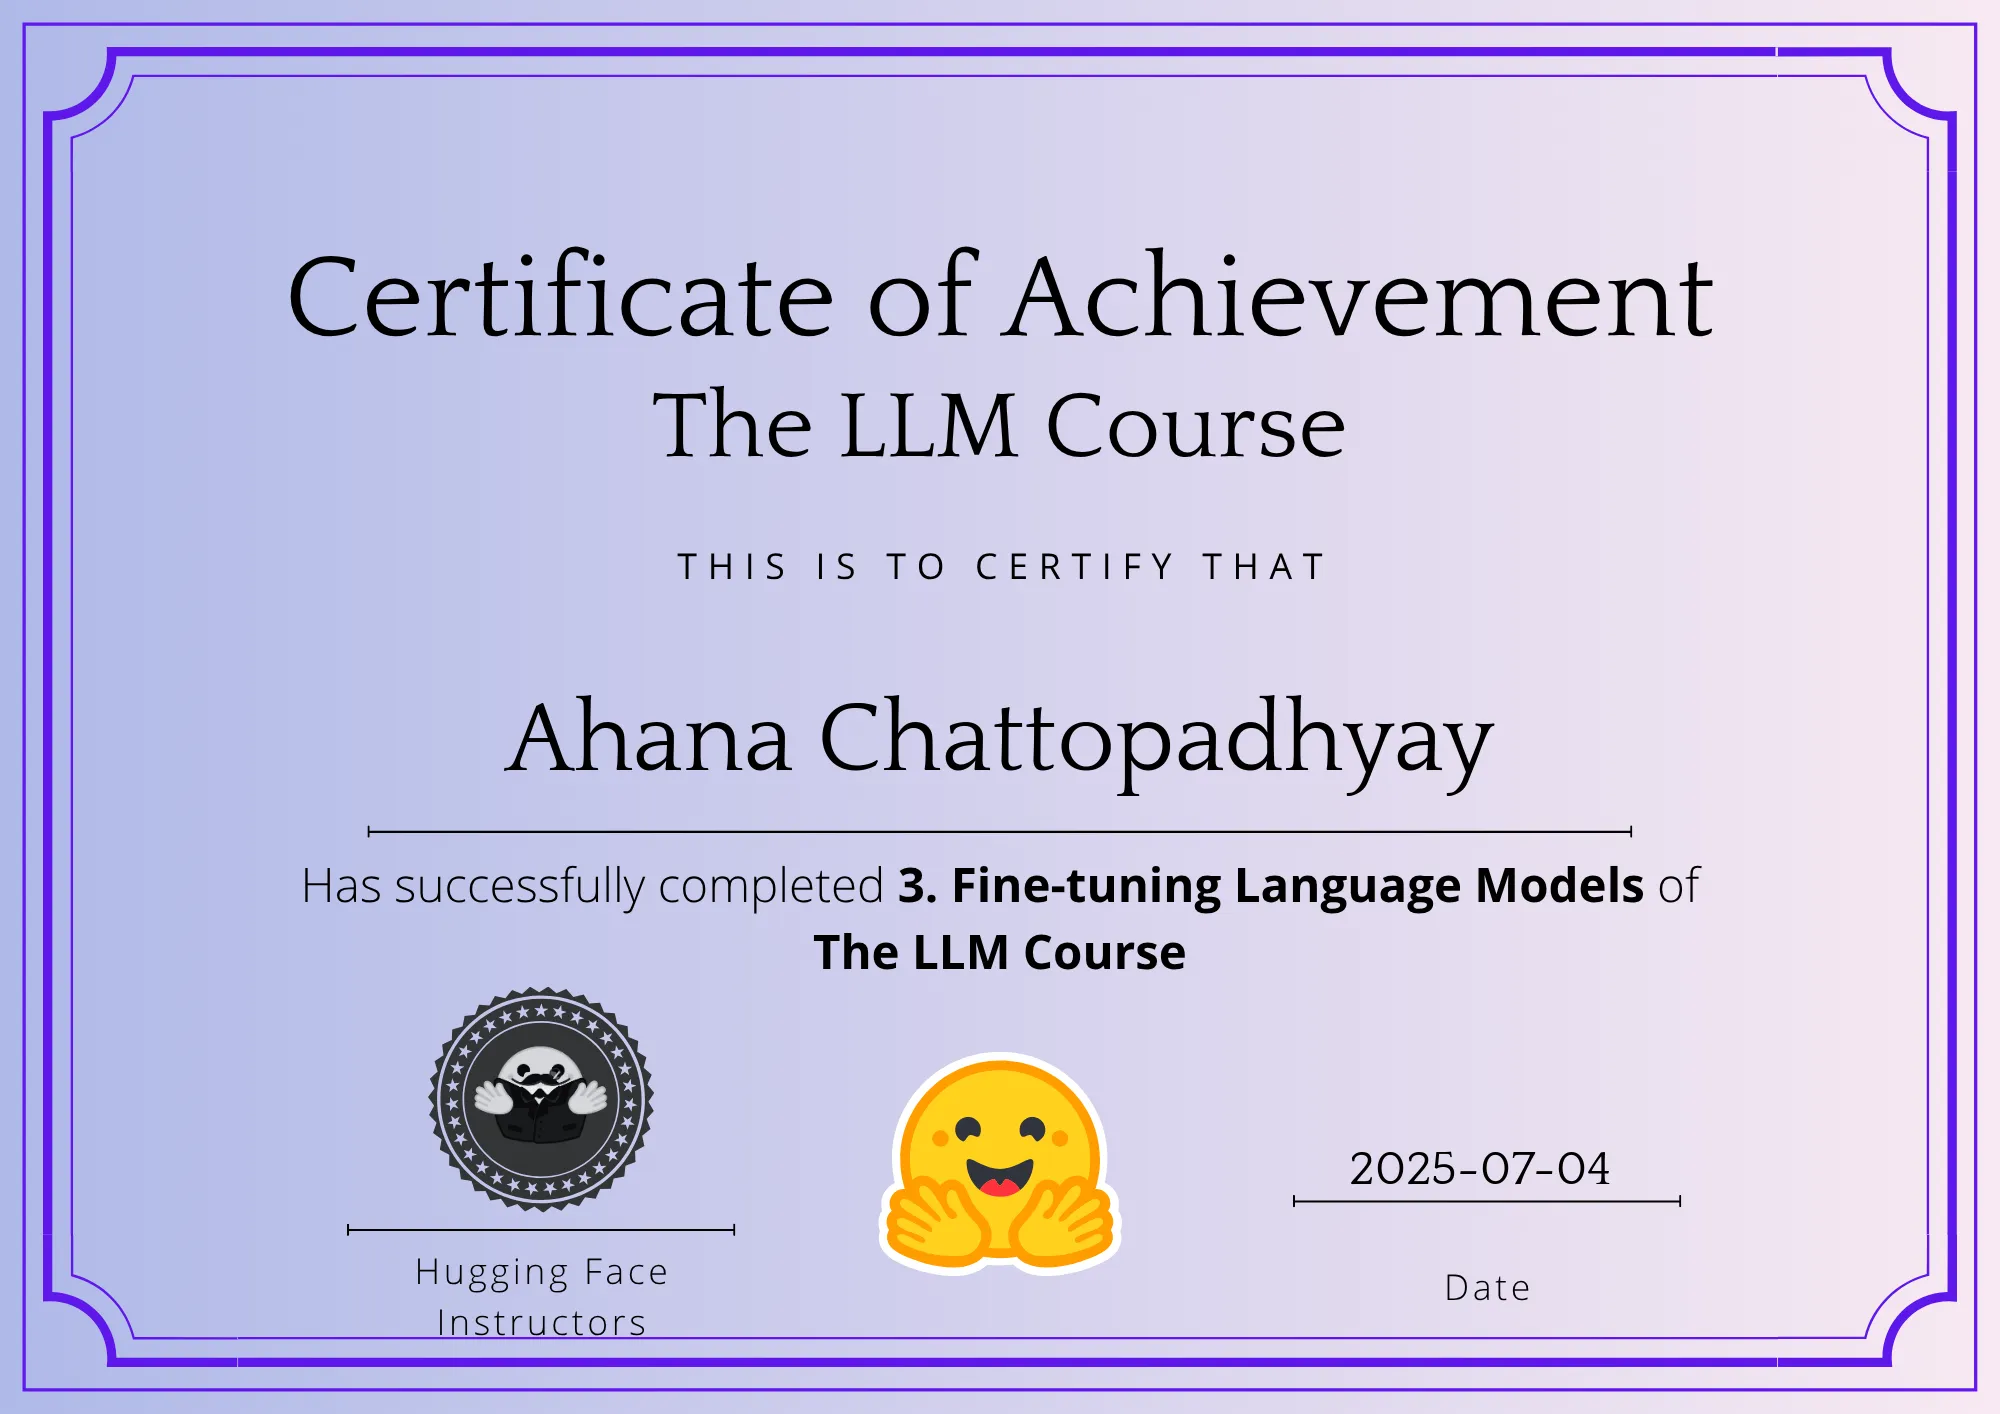 Certificate of Achievement
The LLM Course
THIS IS TO CERTIFY THAT
Ahana Chattopadhyay
Has successfully completed 3. Fine-tuning Language Models of
The LLM Course
2025-07-04
Hugging Face
Instructors
Date